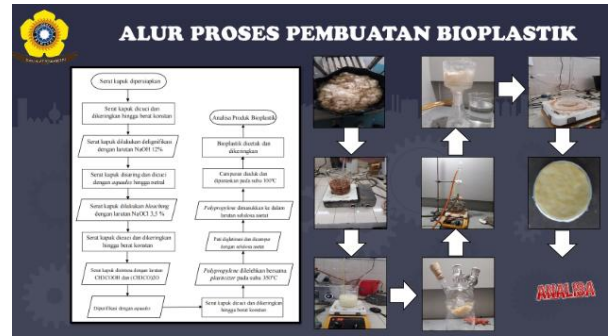 ALUR PROSES PEMBUATAN BIOPLASTIK
Serat kapuk dipersiapkan
Serat kapuk dicuci dan
dikeringkan hingga berat konstan
Serat kapuk dilakukan delignifikasi
dengan larutan NaOH 12%
Serat kapuk disaring dan dicuci
dengan aquades hingga netral
Serat kapuk dilakukan bleaching
dengan larutan NaOCl 3,5 %
Serat kapuk dicuci dan dikeringkan
hingga berat konstan
Serat kapuk direndam dengan larutan
CH3COOH dan (CH3CO)2O
Dipurifikasi dengan aquades
Serat kapuk dicuci dan dikeringkan
hingga berat konstan
Polypropylene dilelehkan bersama
plasticizer pada suhu
Pati dan dicampur
dengan selulosa asetat
Polypropylene dimasukkan ke dalam
larutan selulosa asetat
Campuran diaduk dan
dipanaskan pada suhu
Bioplastik dicetak dan
dikeringkan
Analisa Produk Bioplastik
ANALISA